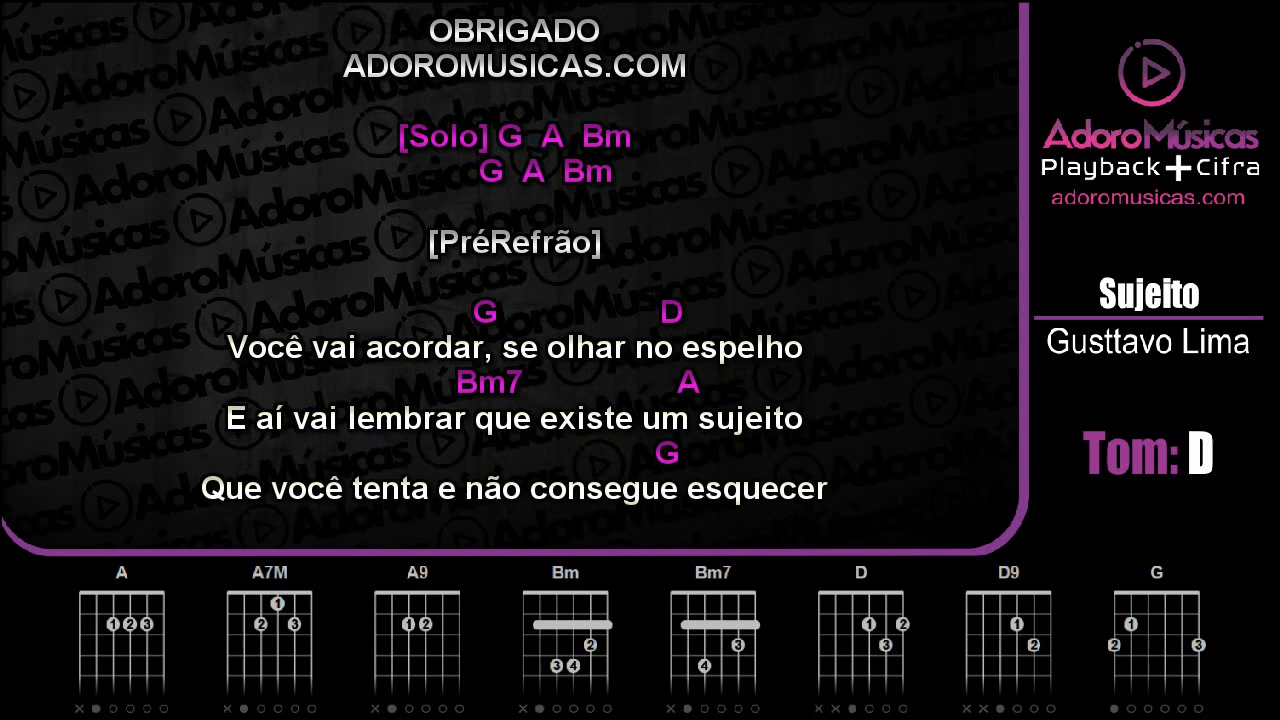 OBRIGADO
ADOROMUSICAS.COM
[Solo] G A Bm
G A Bm
[PréRefrão]
G D
Você vai acordar, se olhar no espelho
Bm7 A
E aí vai lembrar que existe um sujeito
G
Que você tenta e não consegue esquecer
AdoroMúsicas
Playback+Cifra
adoromusicas.com
Sujeito
Gusttavo Lima
Tom: D
A A7M A9 Bm Bm7 D D9 G